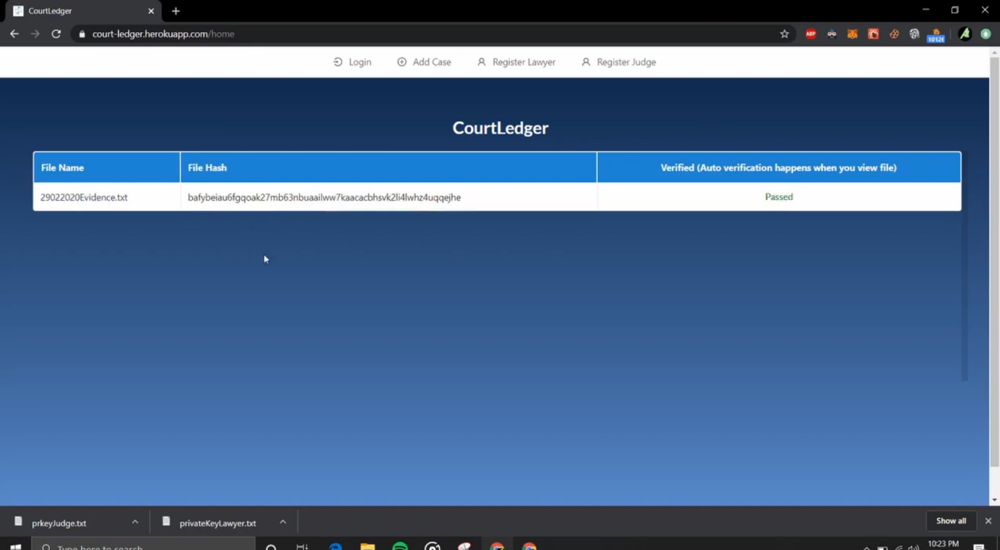 CourtLedger
court-ledger.herokuapp.com/home
ABP
10126
Login Add Case Register Lawyer Register Judge
CourtLedger
File Name File Hash Verified (Auto verification happens when you view file)
29022020Evidence.txt bafybeiau6fgqoak27mb63nbuaailww7kaacacbhsvk2li4lwhz4uqqejhe Passed
prkeyJudge.txt privateKeyLawyer.txt Show all
Type here to search 10:23 PM